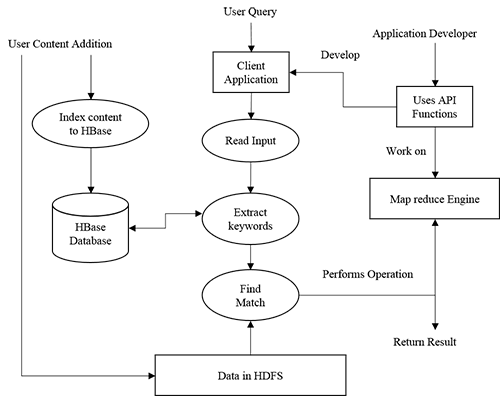 User Query
User Content Addition
Application Developer
Develop
Client
Application
Index content
to HBase
Uses API
Functions
Read Input
Work on
HBase
Database
Extract
keywords
Map reduce Engine
Find
Match
Performs Operation
Return Result
Data in HDFS